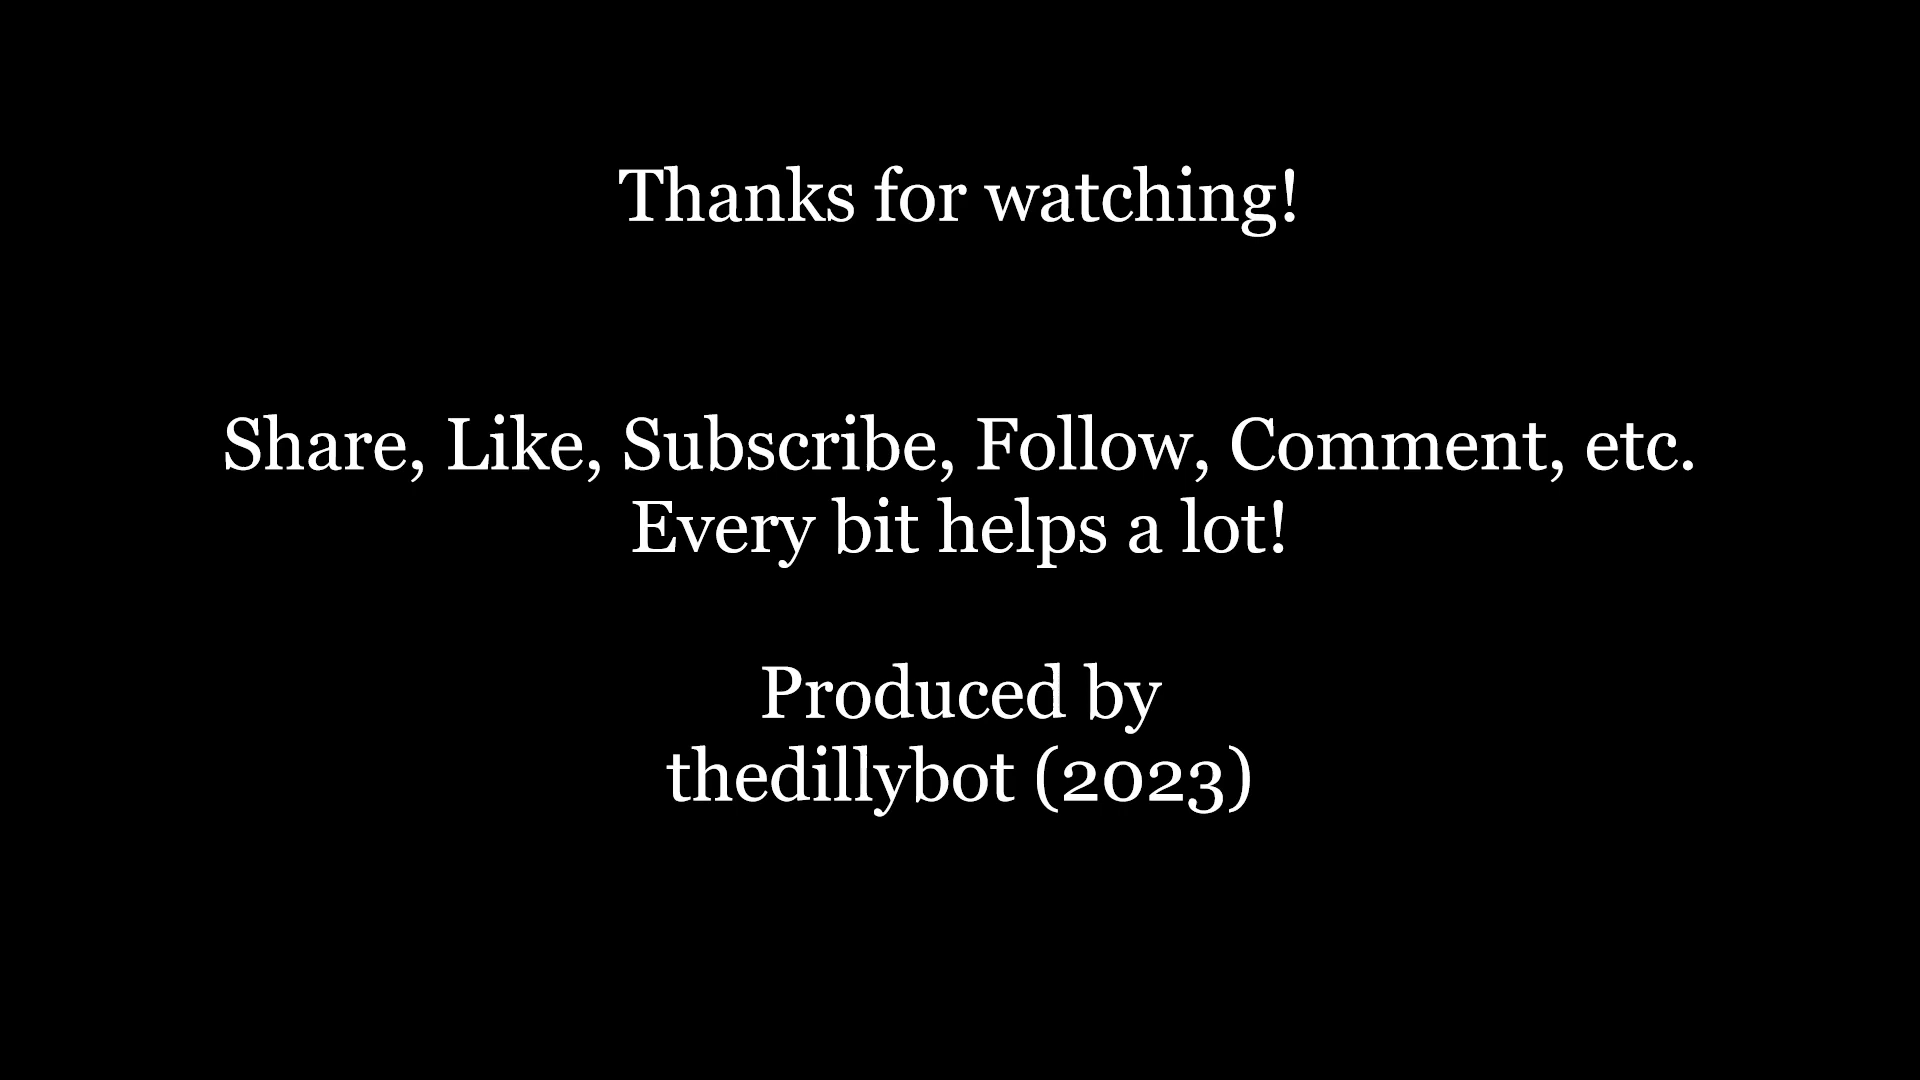 Thanks for watching!
Share, Like, Subscribe, Follow, Comment, etc.
Every bit helps a lot!
Produced by
thedillybot (2023)